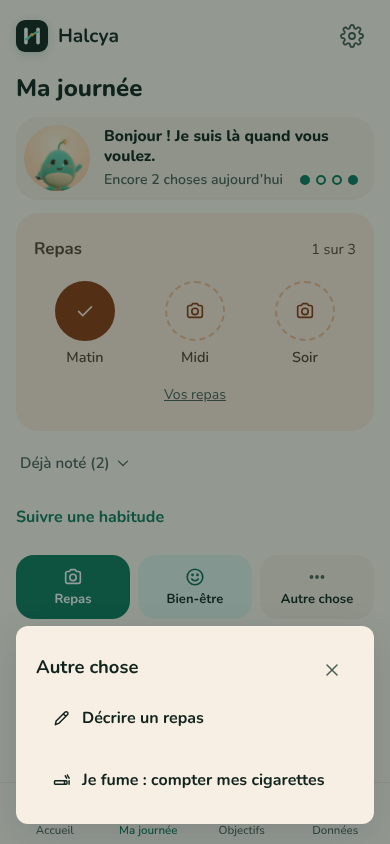 Halcya
Ma journée
Bonjour ! Je suis là quand vous
voulez.
Encore 2 choses aujourd’hui
Repas
1 sur 3
Matin
Midi
Soir
Vos repas
Déjà noté (2)
Suivre une habitude
Repas
Bien-être
Autre chose
Autre chose
Décrire un repas
Je fume : compter mes cigarettes
Accueil
Ma journée
Objectifs
Données